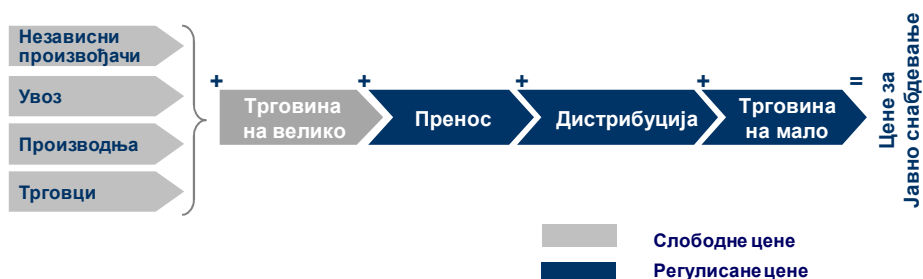 Независни
произвођачи
Увоз
Производња
Трговци
+
Трговина
на велико
+
Пренос
+
Дистрибуција
+
Трговина
на мало
=
Цене за
Јавно снабдевање
Слободне цене
Регулисане цене